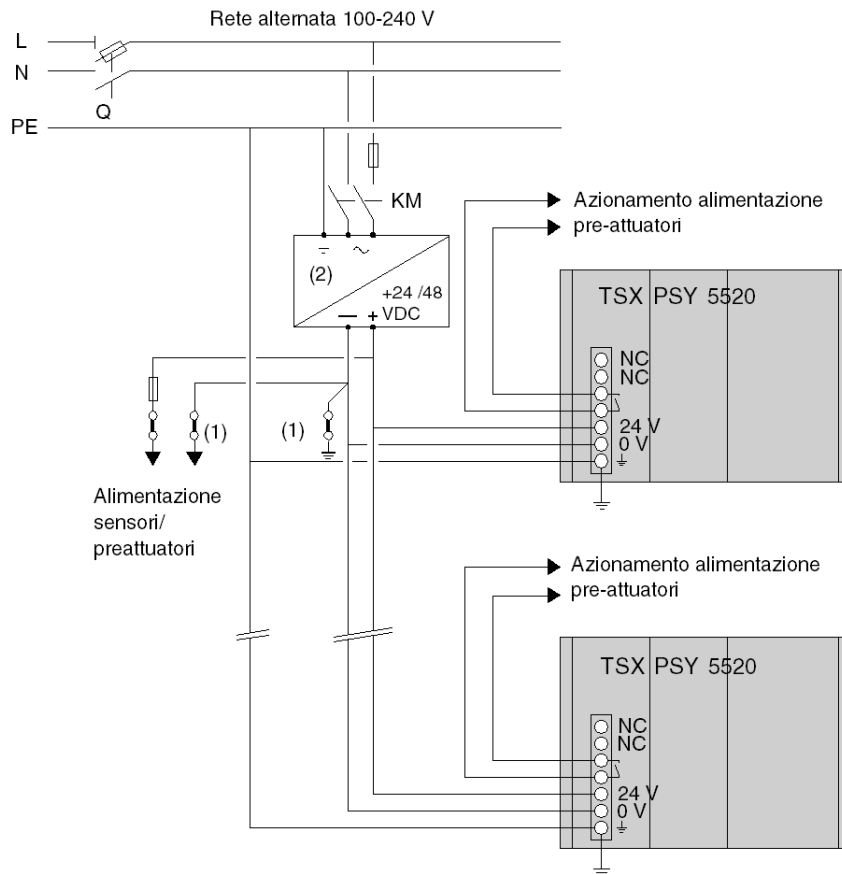 Rete alternata 100-240 V
L
N
Q
PE
KM
(2)
+24 /48
VDC
Azionamento alimentazione
pre-attuatori
TSX PSY 5520
NC
NC
24 V
0 V
(1)
(1)
Alimentazione
sensori/
preattuatori
Azionamento alimentazione
pre-attuatori
TSX PSY 5520
NC
NC
24 V
0 V